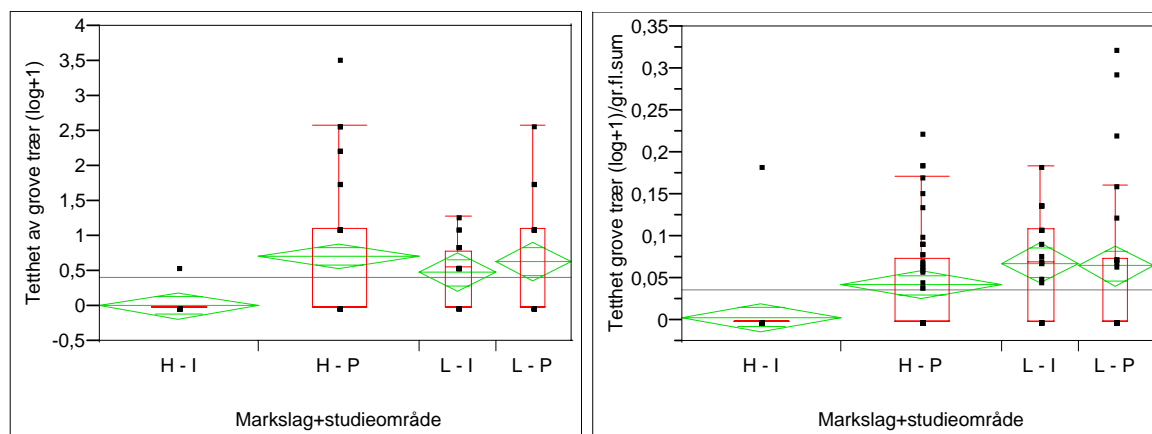 Tetthet av grove trær (log+1)
4
3,5
3
2,5
2
1,5
1
0,5
0
-0,5
H - I
H - P
L - I
L - P
Markslag+studieområde
Tetthet grove trær (log+1)/gr.fl.sum
0,35
0,3
0,25
0,2
0,15
0,1
0,05
0
H - I
H - P
L - I
L - P
Markslag+studieområde